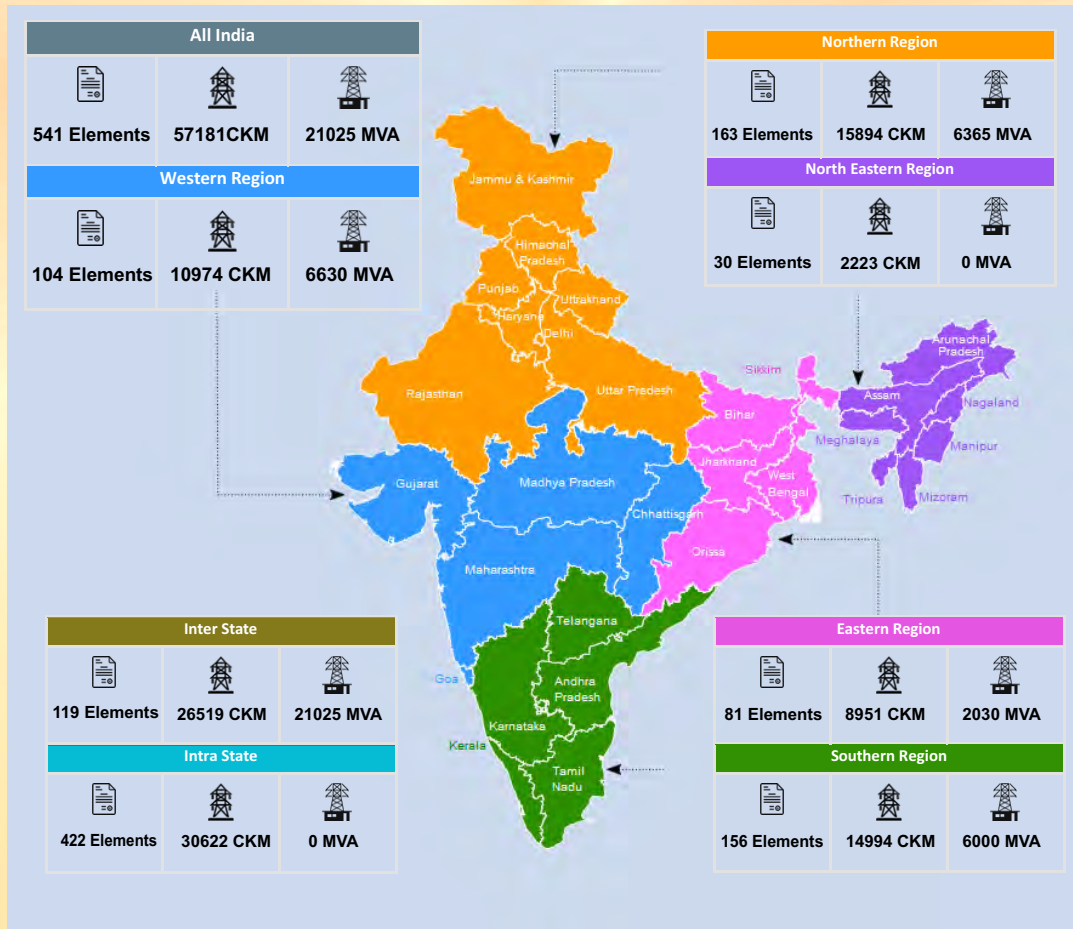 All India
541 Elements 57181CKM 21025 MVA
Western Region
104 Elements 10974 CKM 6630 MVA
Northern Region
163 Elements 15894 CKM 6365 MVA
North Eastern Region
30 Elements 2223 CKM 0 MVA
Jammu & Kashmir
Himachal
Pradesh
Punjab
Uttrakhand
Haryana
Delhi
Rajasthan
Uttar Pradesh
Sikkim
Arunachal
Pradesh
Assam
Nagaland
Bihar
Meghalaya
Manipur
Jharkhand
West
Bengal
Tripura
Mizoram
Gujarat
Madhya Pradesh
Chhattisgarh
Orissa
Maharashtra
Telangana
Goa
Andhra
Pradesh
Karnataka
Kerala
Tamil
Nadu
Inter State
119 Elements 26519 CKM 21025 MVA
Intra State
422 Elements 30622 CKM 0 MVA
Eastern Region
81 Elements 8951 CKM 2030 MVA
Southern Region
156 Elements 14994 CKM 6000 MVA